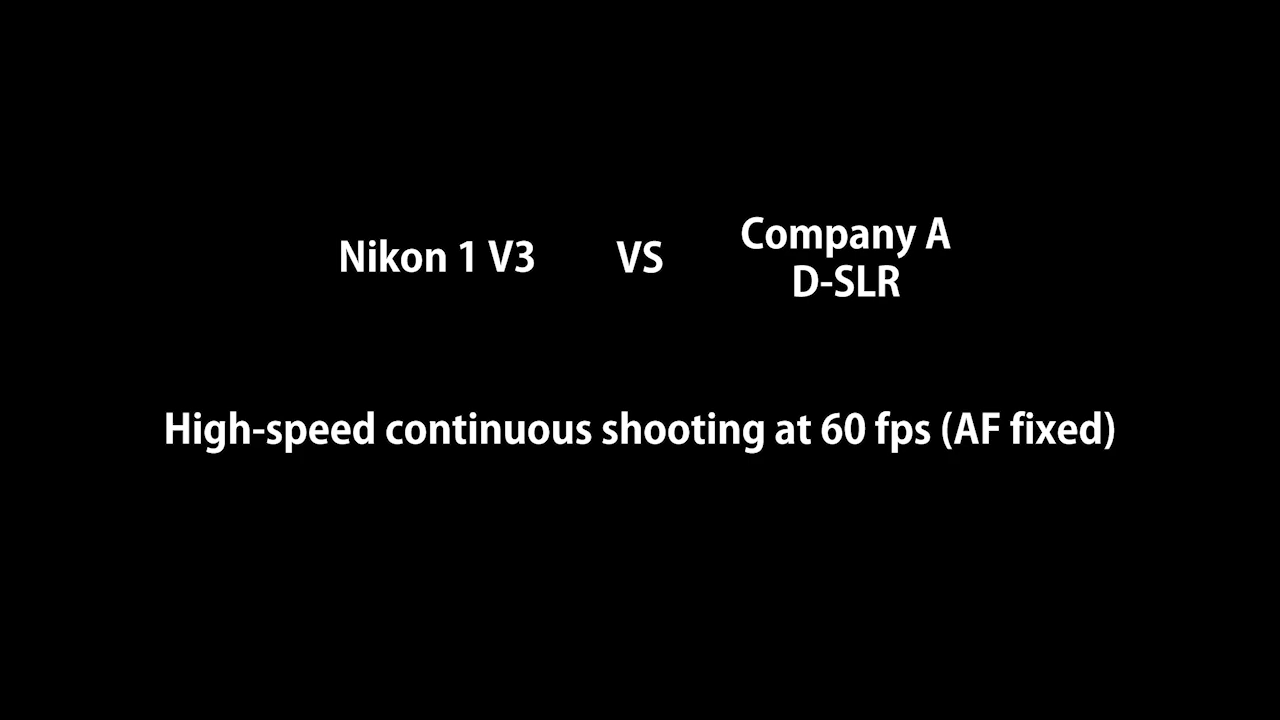 Nikon 1 V3 VS Company A
D-SLR
High-speed continuous shooting at 60 fps (AF fixed)